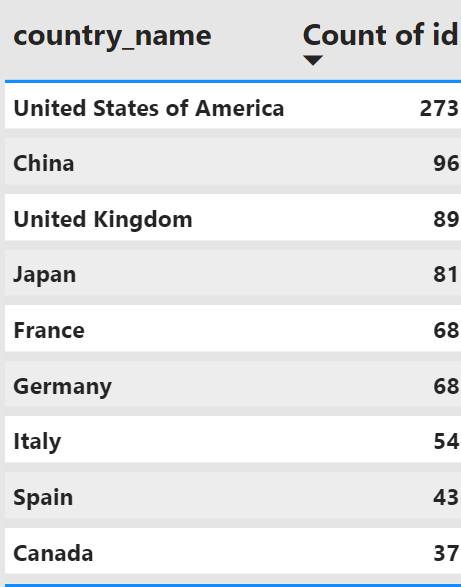 country_name Count of id
United States of America 273
China 96
United Kingdom 89
Japan 81
France 68
Germany 68
Italy 54
Spain 43
Canada 37